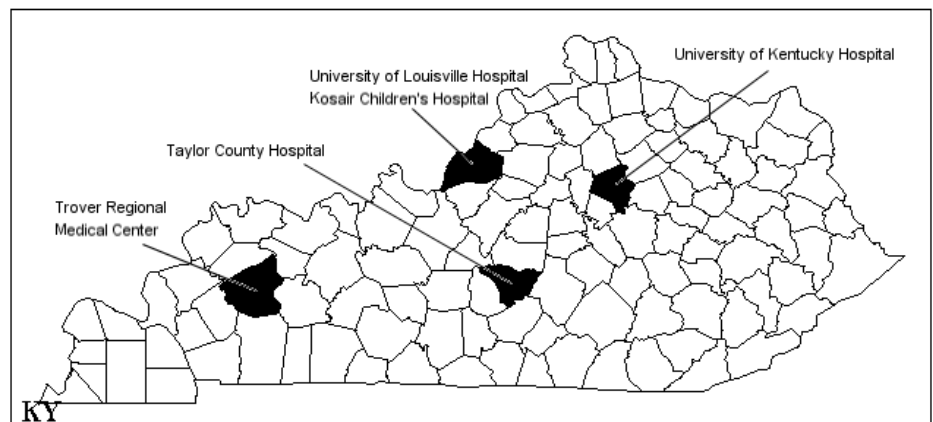 University of Kentucky Hospital
University of Louisville Hospital
Kosair Children's Hospital
Taylor County Hospital
Trover Regional
Medical Center
KY